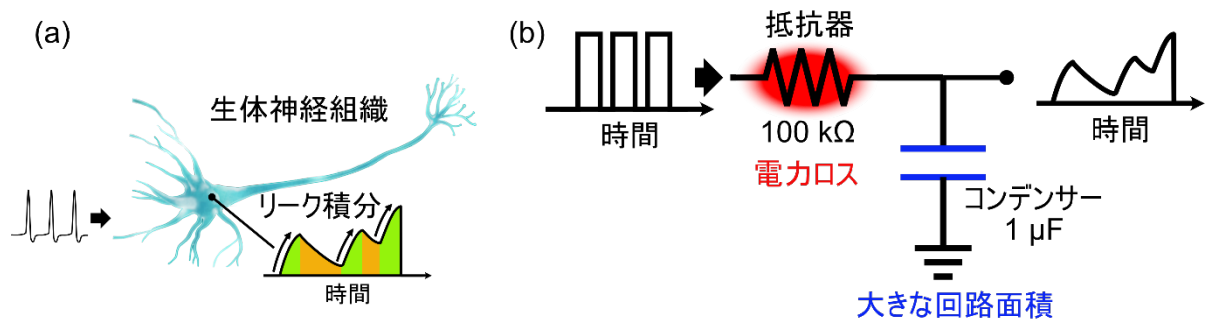 (a)
生体神経組織
リーク積分
時間
(b)
時間
抵抗器
100 kΩ
電力ロス
コンデンサー
1 µF
大きな回路面積
時間